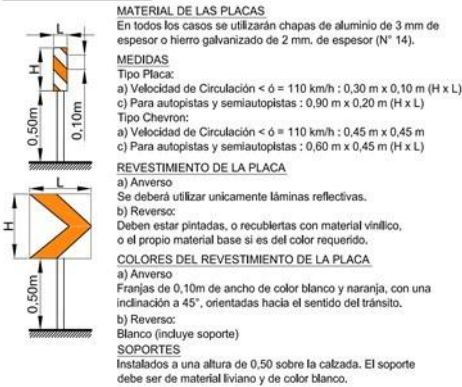 MATERIAL DE LAS PLACAS
En todos los casos se utilizarán chapas de aluminio de 3 mm de
espesor o hierro galvanizado de 2 mm. de espesor (N° 14).
MEDIDAS
Tipo Placa:
a) Velocidad de Circulación < ó = 110 km/h : 0,30 m x 0,10 m (H x L)
c) Para autopistas y semiautopistas : 0,90 m x 0,20 m (H x L)
Tipo Chevron:
a) Velocidad de Circulación < ó = 110 km/h : 0,45 m x 0,45 m
c) Para autopistas y semiautopistas : 0,60 m x 0,45 m (H x L)
REVESTIMIENTO DE LA PLACA
a) Anverso
Se deberá utilizar unicamente láminas reflectivas.
b) Reverso:
Deben estar pintadas, o recubiertas con material vinílico,
o el propio material base si es del color requerido.
COLORES DEL REVESTIMIENTO DE LA PLACA
a) Anverso
Franjas de 0,10m de ancho de color blanco y naranja, con una
inclinación a 45°, orientadas hacia el sentido del tránsito.
b) Reverso:
Blanco (incluye soporte)
SOPORTES
Instalados a una altura de 0,50 sobre la calzada. El soporte
debe ser de material liviano y de color blanco.
L
H
0,50m
0,10m
L
H
0,50m